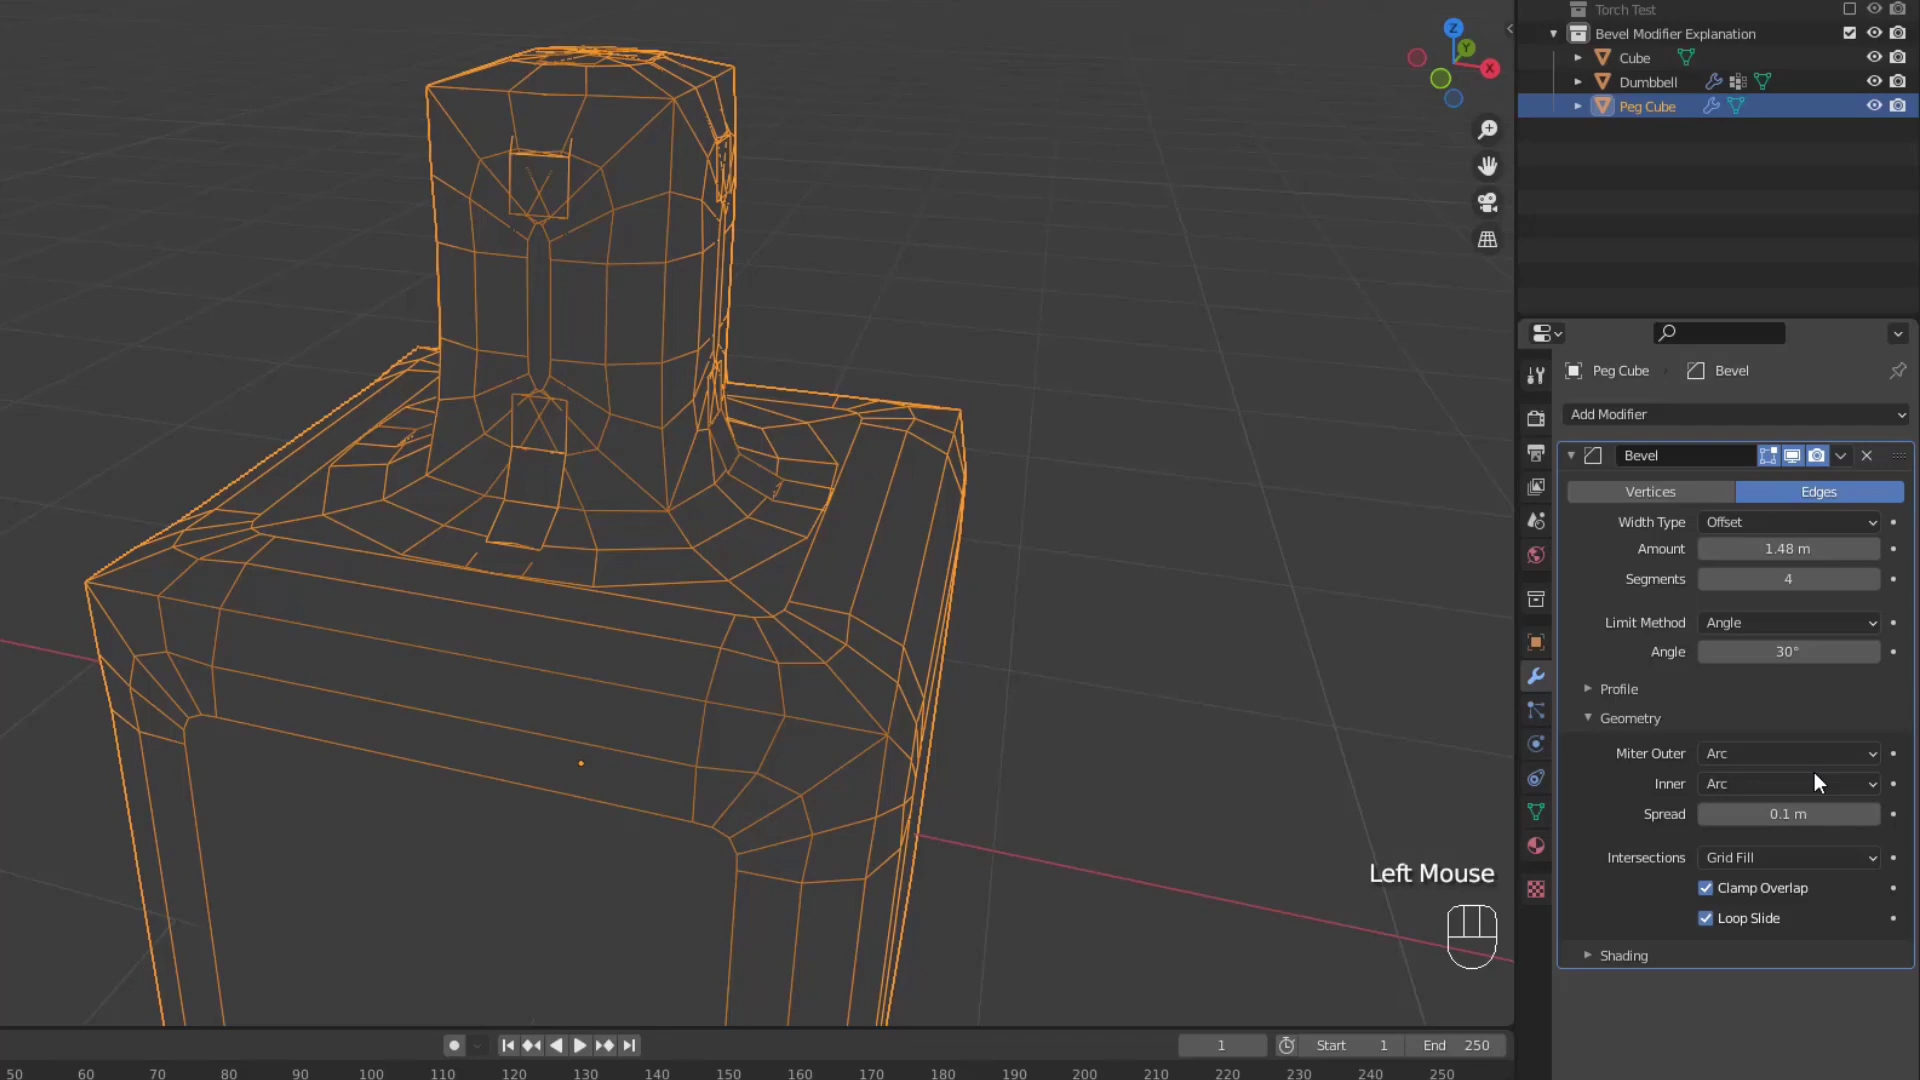 Torch Test
Bevel Modifier Explanation
Cube
Dumbbell
Peg Cube
Z
Y
X
Peg Cube
Bevel
Add Modifier
Bevel
Vertices
Edges
Width Type
Offset
Amount
1.48 m
Segments
4
Limit Method
Angle
Angle
30°
Profile
Geometry
Miter Outer
Arc
Inner
Arc
Spread
0.1 m
Intersections
Grid Fill
Clamp Overlap
Loop Slide
Shading
Left Mouse
1
Start
1
End
250
50 60 70 80 90 100 110 120 130 140 150 160 170 180 190 200 210 220 230 240 250